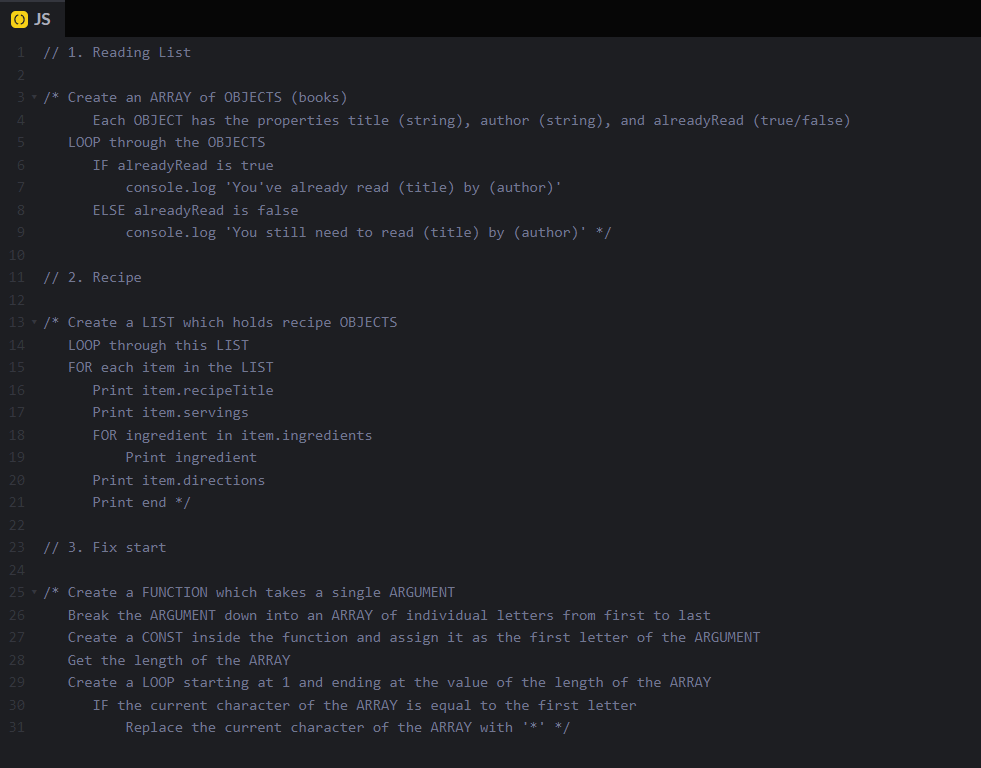 JS
1 // 1. Reading List
2
3 /* Create an ARRAY of OBJECTS (books)
4 Each OBJECT has the properties title (string), author (string), and alreadyRead (true/false)
5 LOOP through the OBJECTS
6 IF alreadyRead is true
7 console.log 'You've already read (title) by (author)'
8 ELSE alreadyRead is false
9 console.log 'You still need to read (title) by (author)' */
10
11 // 2. Recipe
12
13 /* Create a LIST which holds recipe OBJECTS
14 LOOP through this LIST
15 FOR each item in the LIST
16 Print item.recipeTitle
17 Print item.servings
18 FOR ingredient in item.ingredients
19 Print ingredient
20 Print item.directions
21 Print end */
22
23 // 3. Fix start
24
25 /* Create a FUNCTION which takes a single ARGUMENT
26 Break the ARGUMENT down into an ARRAY of individual letters from first to last
27 Create a CONST inside the function and assign it as the first letter of the ARGUMENT
28 Get the length of the ARRAY
29 Create a LOOP starting at 1 and ending at the value of the length of the ARRAY
30 IF the current character of the ARRAY is equal to the first letter
31 Replace the current character of the ARRAY with '*' */